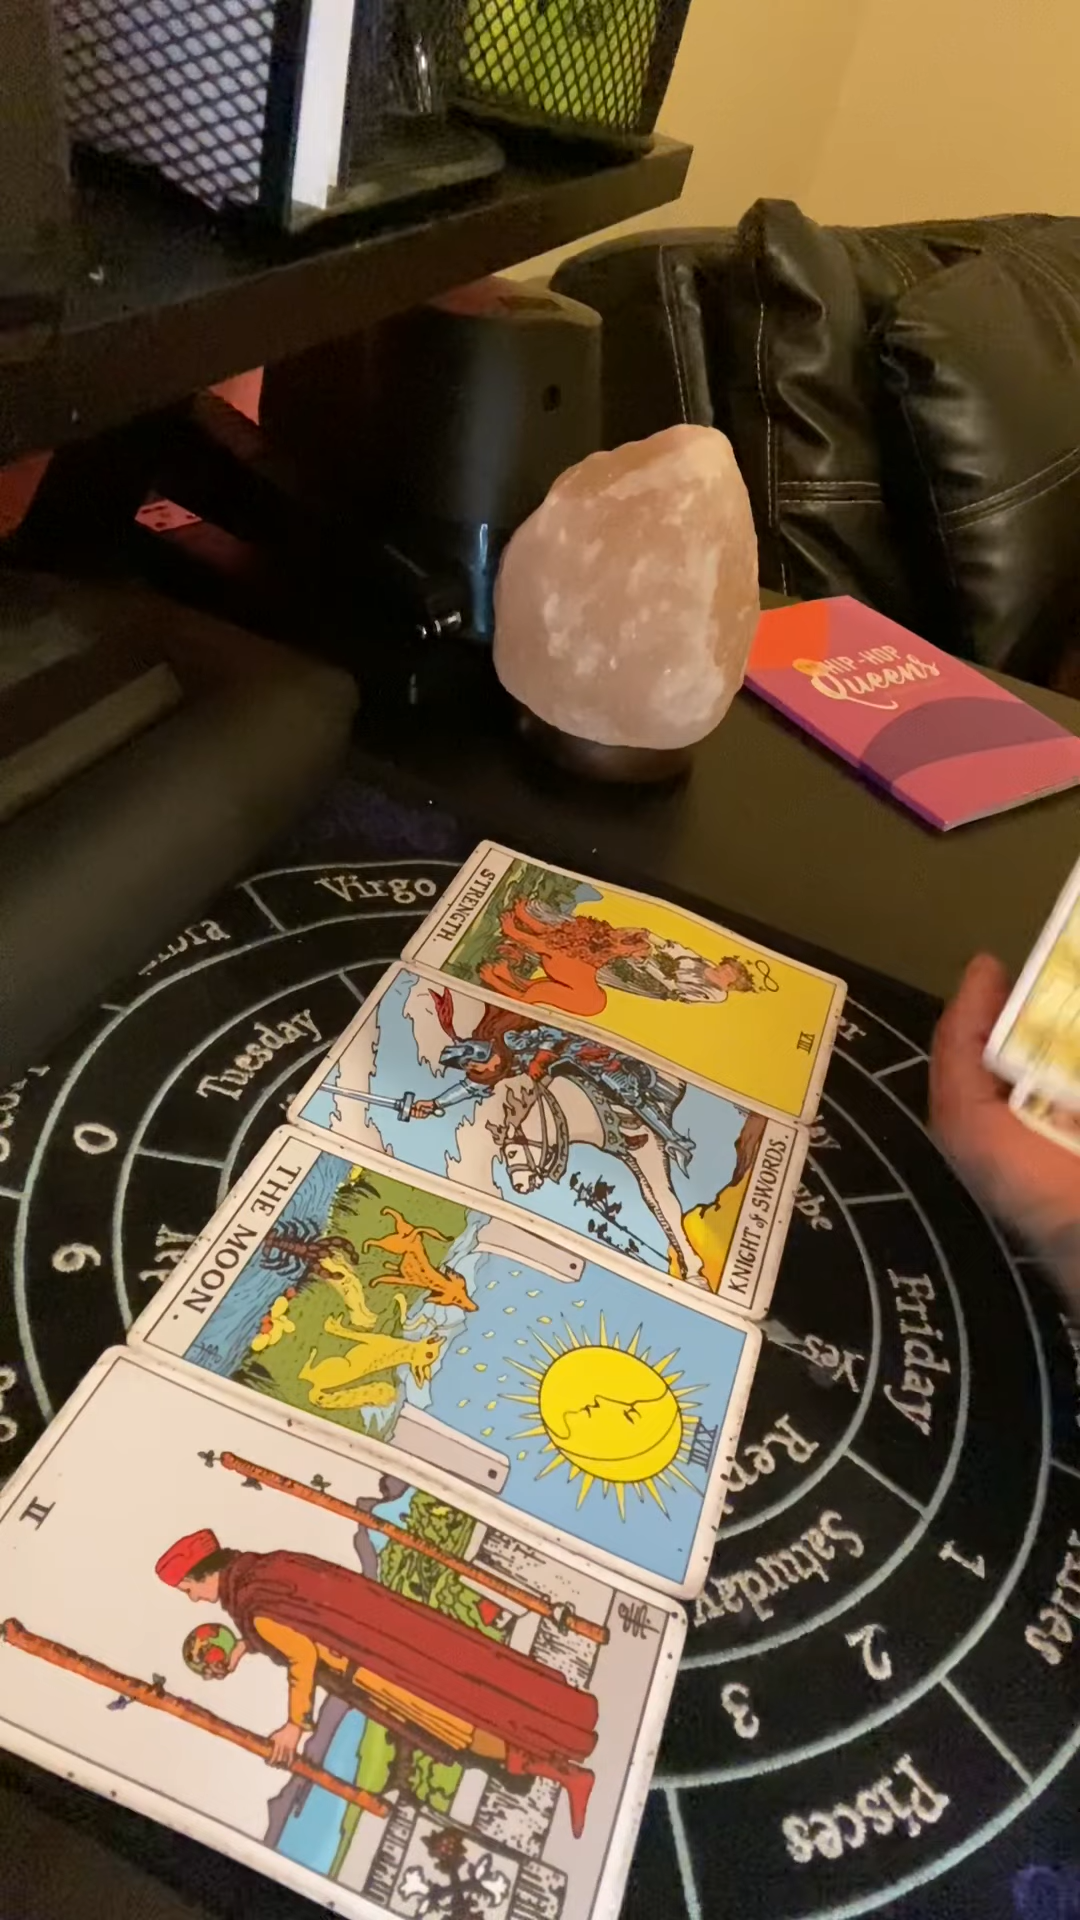 HIP-HOP
Queens
Virgo
STRENGTH.
VIII
Tuesday
0
9
KNIGHT of SWORDS.
THE MOON.
XVIII
Friday
Yes
Saturday
1
2
3
II
Pisces